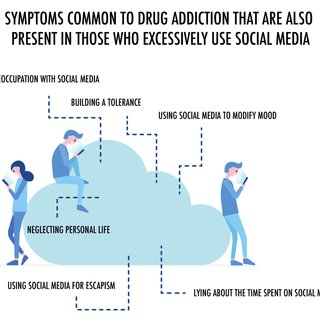 SYMPTOMS COMMON TO DRUG ADDICTION THAT ARE ALSO
PRESENT IN THOSE WHO EXCESSIVELY USE SOCIAL MEDIA
EOCCUPATION WITH SOCIAL MEDIA
BUILDING A TOLERANCE
USING SOCIAL MEDIA TO MODIFY MOOD
NEGLECTING PERSONAL LIFE
USING SOCIAL MEDIA FOR ESCAPISM
LYING ABOUT THE TIME SPENT ON SOCIAL M